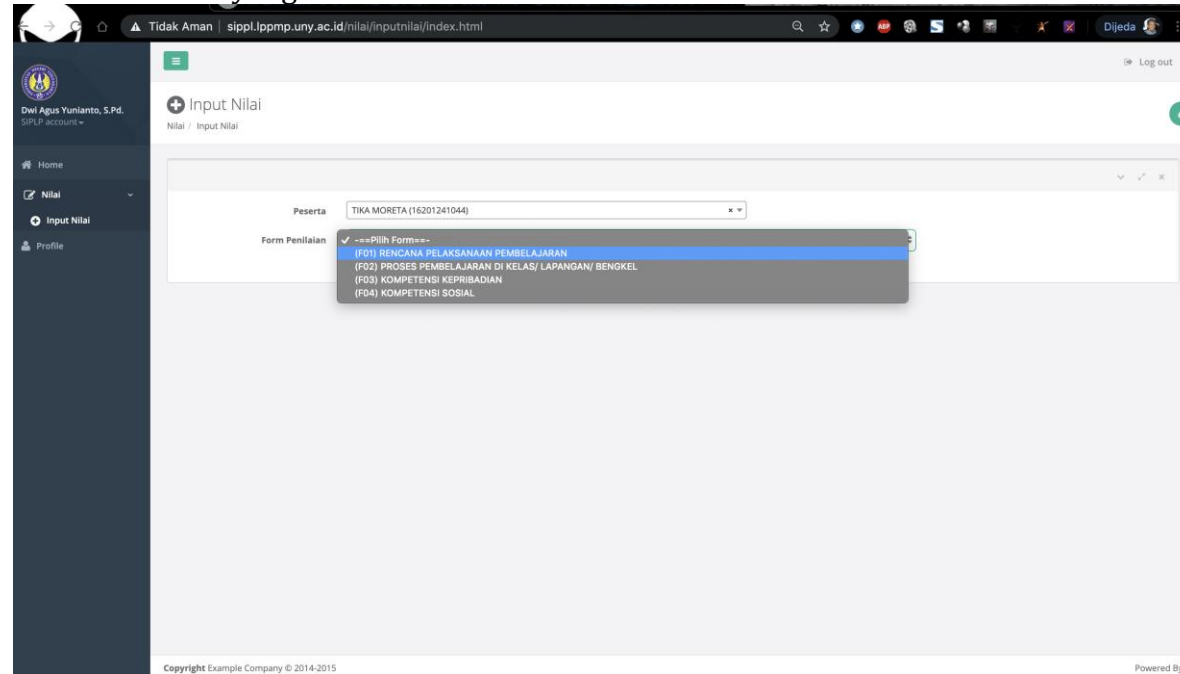 Tidak Aman | sippl.lppmp.uny.ac.id/nilai/inputnilai/index.html
ABP
Dijeda
Log out
Dwi Agus Yunianto, S.Pd.
SIPLP account
Input Nilai
Nilai / Input Nilai
Home
Nilai
Input Nilai
Profile
Peserta
TIKA MORETA (16201241044)
Form Penilaian
-==Pilih Form==-
(F01) RENCANA PELAKSANAAN PEMBELAJARAN
(F02) PROSES PEMBELAJARAN DI KELAS/ LAPANGAN/ BENGKEL
(F03) KOMPETENSI KEPRIBADIAN
(F04) KOMPETENSI SOSIAL
Copyright Example Company © 2014-2015
Powered By